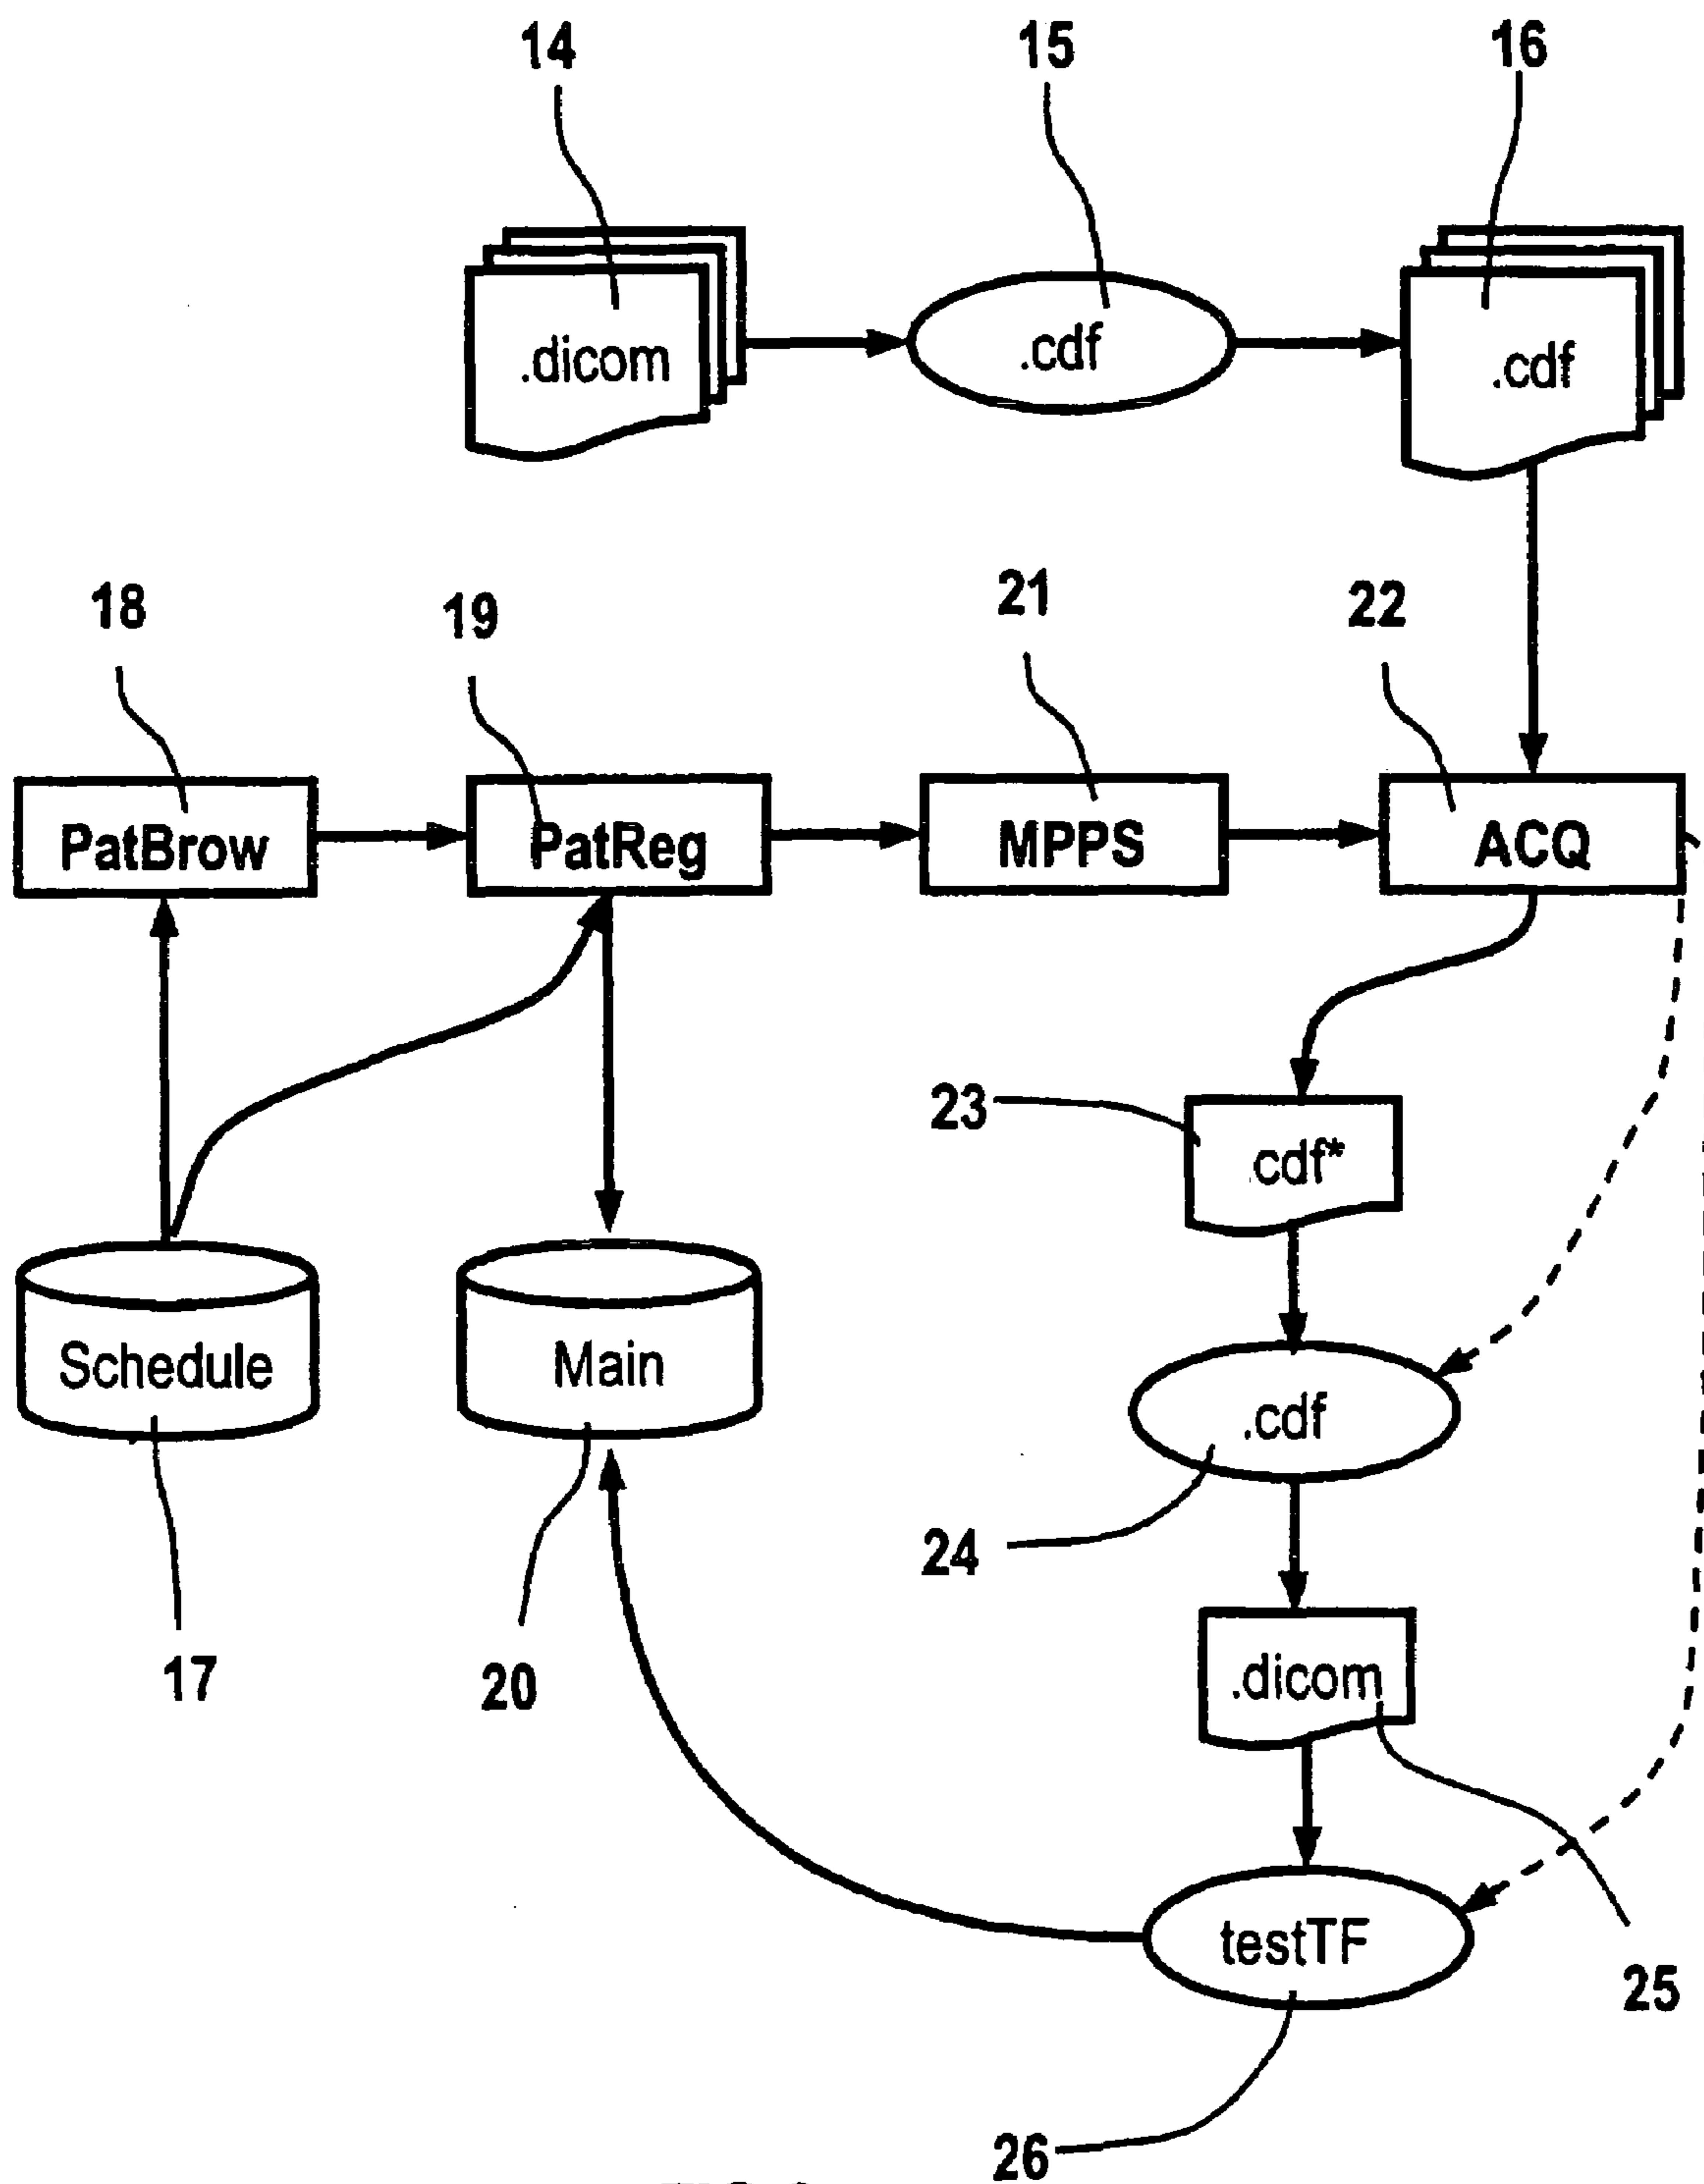 14
15
16
.dicom
.cdf
.cdf
18
19
21
22
PatBrow
PatReg
MPPS
ACQ
23
cdf*
Schedule
Main
.cdf
24
17
20
.dicom
testTF
25
26